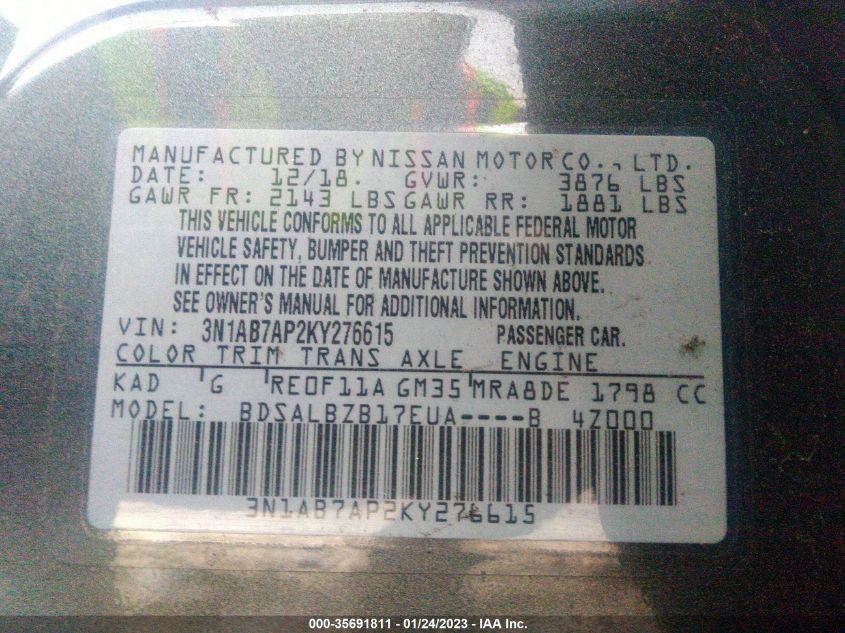 MANUFACTURED BY NISSAN MOTOR CO., LTD.
DATE: 12/18. GVWR: 3876 LBS
GAWR FR: 2143 LBS GAWR RR: 1881 LBS
THIS VEHICLE CONFORMS TO ALL APPLICABLE FEDERAL MOTOR
VEHICLE SAFETY, BUMPER AND THEFT PREVENTION STANDARDS
IN EFFECT ON THE DATE OF MANUFACTURE SHOWN ABOVE.
SEE OWNER'S MANUAL FOR ADDITIONAL INFORMATION.
VIN: 3N1AB7AP2KY276615 PASSENGER CAR.
COLOR TRIM TRANS AXLE ENGINE
KAD G RE0F11A GM35 MRA8DE 1798 CC
MODEL: BDSALBZB17EUA----B 4Z000
3N1AB7AP2KY276615
000-35691811 - 01/24/2023 - IAA Inc.